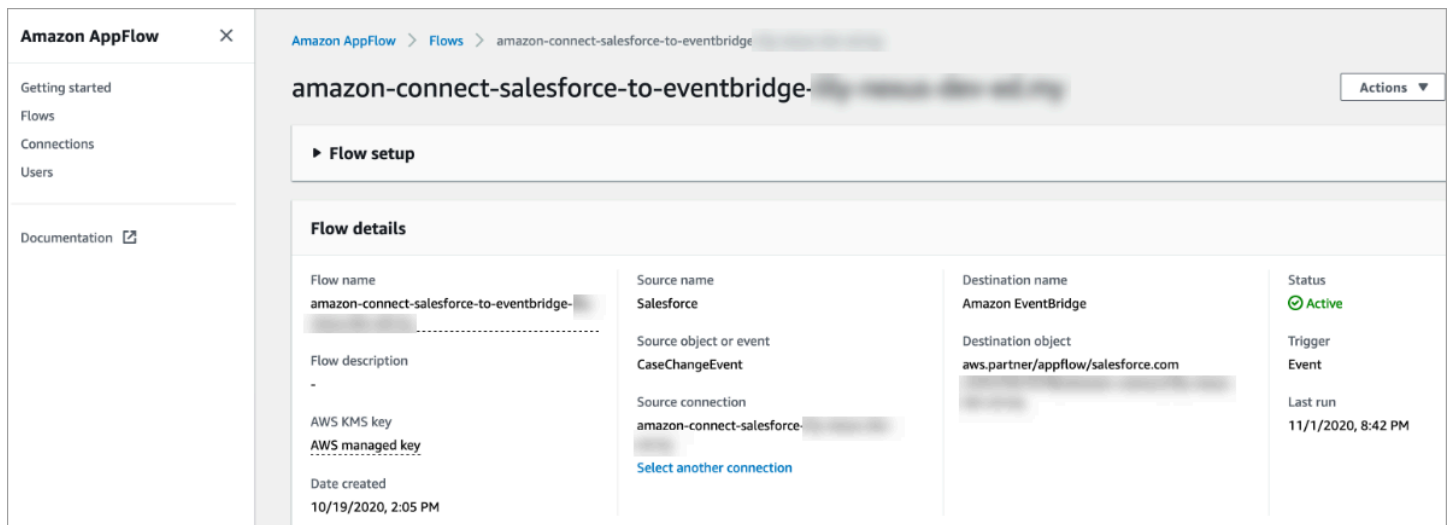 Amazon AppFlow
Getting started
Flows
Connections
Users
Documentation
Amazon AppFlow > Flows > amazon-connect-salesforce-to-eventbridge
amazon-connect-salesforce-to-eventbridge-
Actions ▼
▶ Flow setup
Flow details
Flow name
amazon-connect-salesforce-to-eventbridge-
Flow description
-
AWS KMS key
AWS managed key
Date created
10/19/2020, 2:05 PM
Source name
Salesforce
Source object or event
CaseChangeEvent
Source connection
amazon-connect-salesforce-
Select another connection
Destination name
Amazon EventBridge
Destination object
aws.partner/appflow/salesforce.com
Status
Active
Trigger
Event
Last run
11/1/2020, 8:42 PM